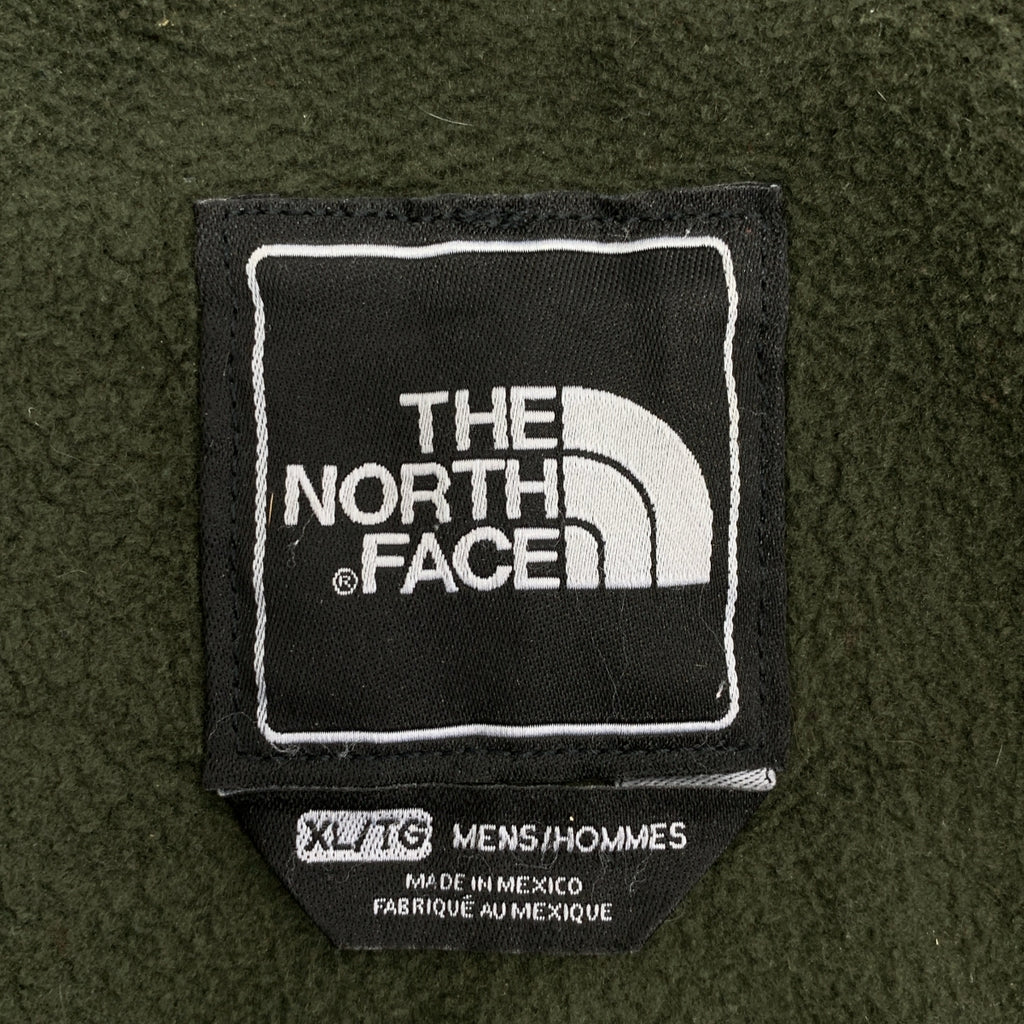 THE
NORTH
®FACE
XL/TG MENS/HOMMES
MADE IN MEXICO
FABRIQUÉ AU MEXIQUE